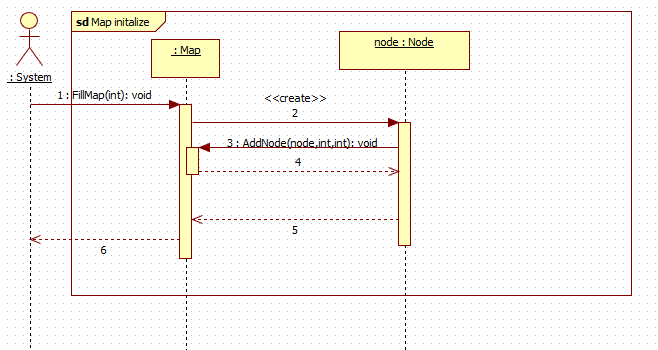 sd Map initalize
: Map
node : Node
: System
1 : FillMap(int): void
<<create>>
2
3 : AddNode(node,int,int): void
4
5
6